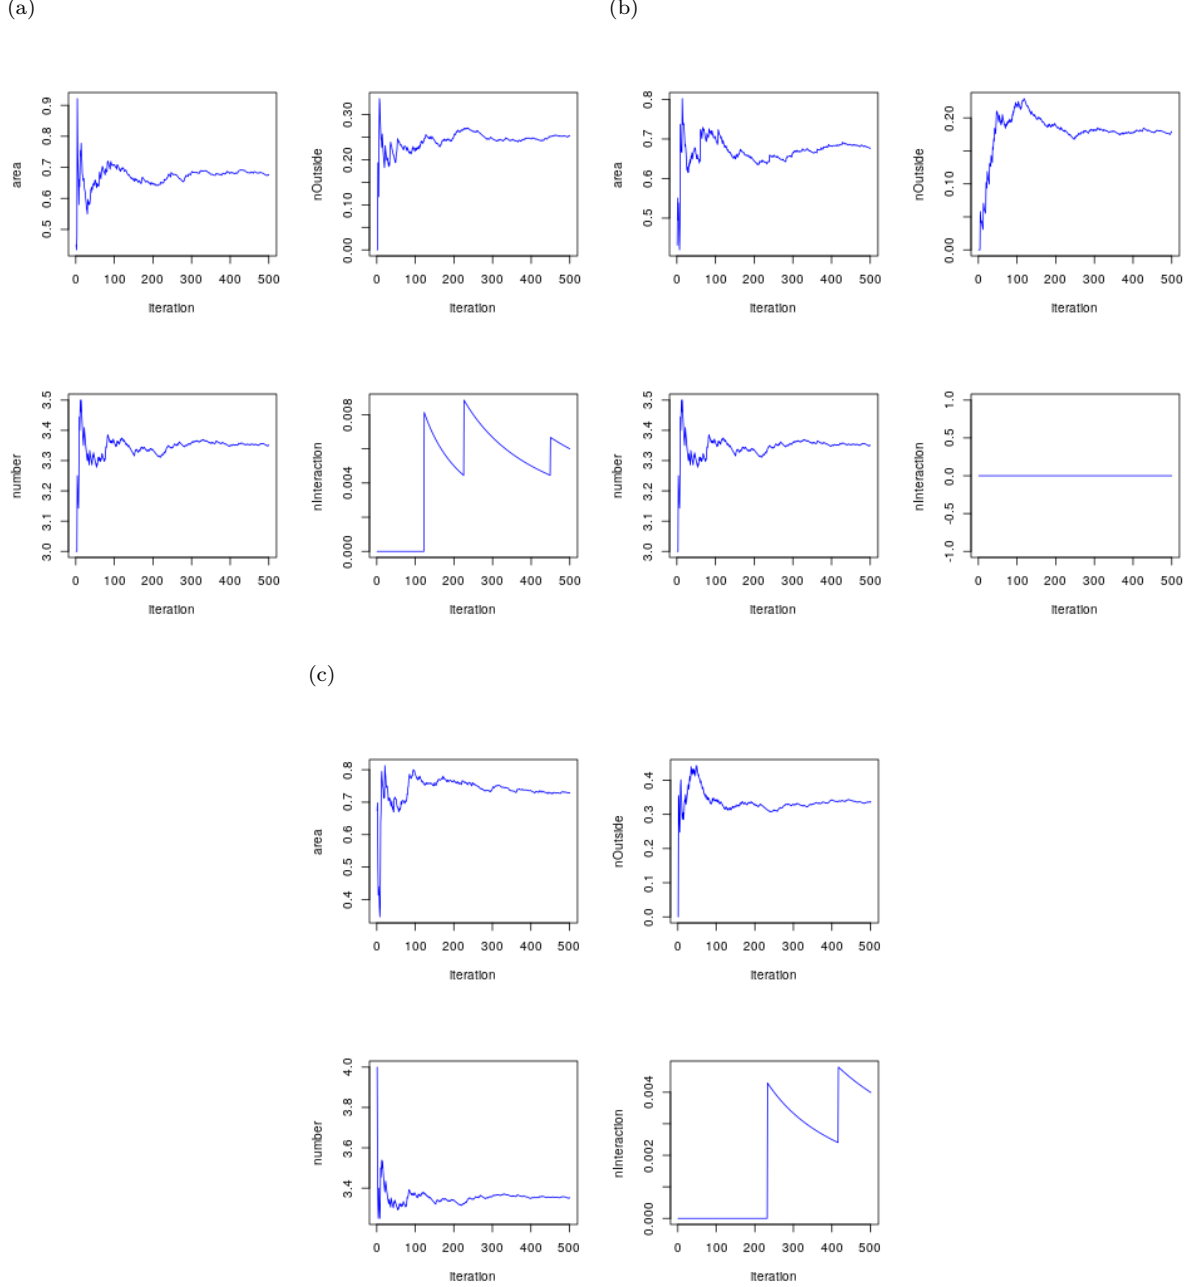 (a)
(b)
area
0.5 0.6 0.7 0.8 0.9
0 100 200 300 400 500
Iteration
nOutside
0.00 0.10 0.20 0.30
0 100 200 300 400 500
Iteration
area
0.5 0.6 0.7 0.8
0 100 200 300 400 500
Iteration
nOutside
0.00 0.10 0.20
0 100 200 300 400 500
Iteration
number
3.0 3.1 3.2 3.3 3.4 3.5
0 100 200 300 400 500
Iteration
nInteraction
0.000 0.004 0.008
0 100 200 300 400 500
Iteration
number
3.0 3.1 3.2 3.3 3.4 3.5
0 100 200 300 400 500
Iteration
nInteraction
-1.0 -0.5 0.0 0.5 1.0
0 100 200 300 400 500
Iteration
(c)
area
0.4 0.5 0.6 0.7 0.8
0 100 200 300 400 500
Iteration
nOutside
0.0 0.1 0.2 0.3 0.4
0 100 200 300 400 500
Iteration
number
3.4 3.6 3.8 4.0
0 100 200 300 400 500
Iteration
nInteraction
0.000 0.002 0.004
0 100 200 300 400 500
Iteration